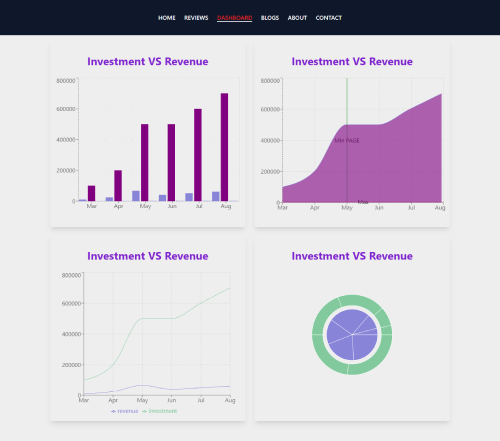 HOME REVIEWS DASHBOARD BLOGS ABOUT CONTACT
Investment VS Revenue
800000
600000
400000
200000
0
Mar Apr May Jun Jul Aug
Investment VS Revenue
800000
600000
400000
200000
0
MIH PAGE
Max
Mar Apr May Jun Jul Aug
Investment VS Revenue
800000
600000
400000
200000
0
Mar Apr May Jun Jul Aug
revenue investment
Investment VS Revenue